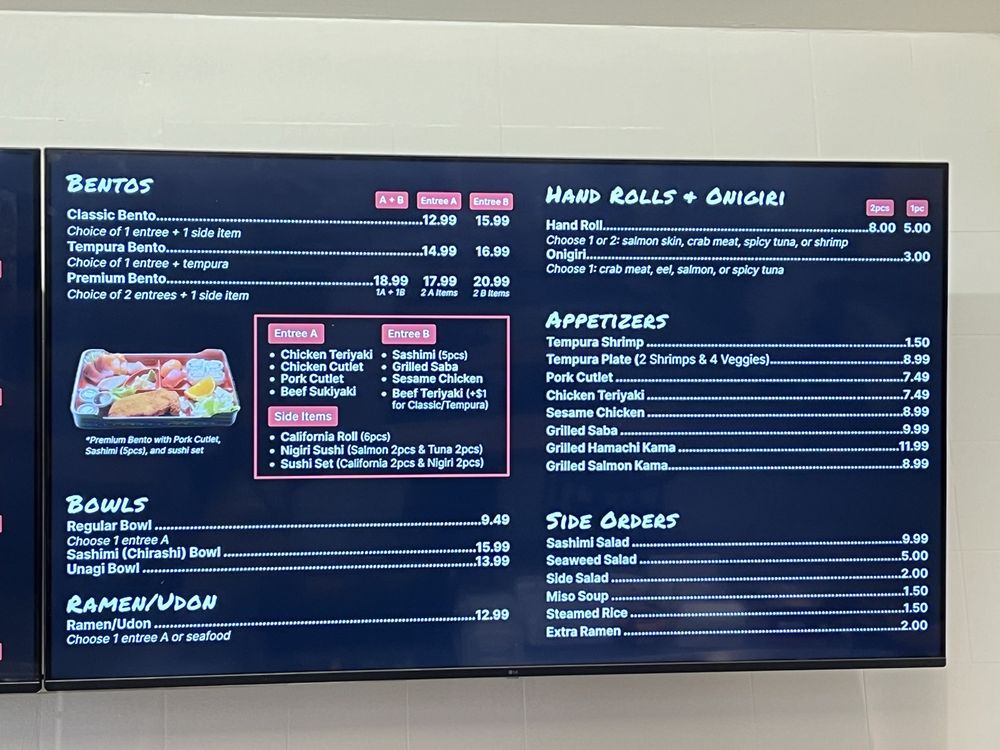 BENTOS
A + B Entree A Entree B
Classic Bento 12.99 15.99
Choice of 1 entree + 1 side item
Tempura Bento 14.99 16.99
Choice of 1 entree + tempura
Premium Bento 18.99 17.99 20.99
Choice of 2 entrees + 1 side item 1A + 1B 2 A Items 2 B Items
*Premium Bento with Pork Cutlet,
Sashimi (5pcs), and sushi set
Entree A
• Chicken Teriyaki
• Chicken Cutlet
• Pork Cutlet
• Beef Sukiyaki
Entree B
• Sashimi (5pcs)
• Grilled Saba
• Sesame Chicken
• Beef Teriyaki (+$1
for Classic/Tempura)
Side Items
• California Roll (6pcs)
• Nigiri Sushi (Salmon 2pcs & Tuna 2pcs)
• Sushi Set (California 2pcs & Nigiri 2pcs)
BOWLS
Regular Bowl 9.49
Choose 1 entree A
Sashimi (Chirashi) Bowl 15.99
Unagi Bowl 13.99
RAMEN/UDON
Ramen/Udon 12.99
Choose 1 entree A or seafood
HAND ROLLS & ONIGIRI
2pcs 1pc
Hand Roll 8.00 5.00
Choose 1 or 2: salmon skin, crab meat, spicy tuna, or shrimp
Onigiri 3.00
Choose 1: crab meat, eel, salmon, or spicy tuna
APPETIZERS
Tempura Shrimp 1.50
Tempura Plate (2 Shrimps & 4 Veggies) 8.99
Pork Cutlet 7.49
Chicken Teriyaki 7.49
Sesame Chicken 8.99
Grilled Saba 9.99
Grilled Hamachi Kama 11.99
Grilled Salmon Kama 8.99
SIDE ORDERS
Sashimi Salad 9.99
Seaweed Salad 5.00
Side Salad 2.00
Miso Soup 1.50
Steamed Rice 1.50
Extra Ramen 2.00
LG